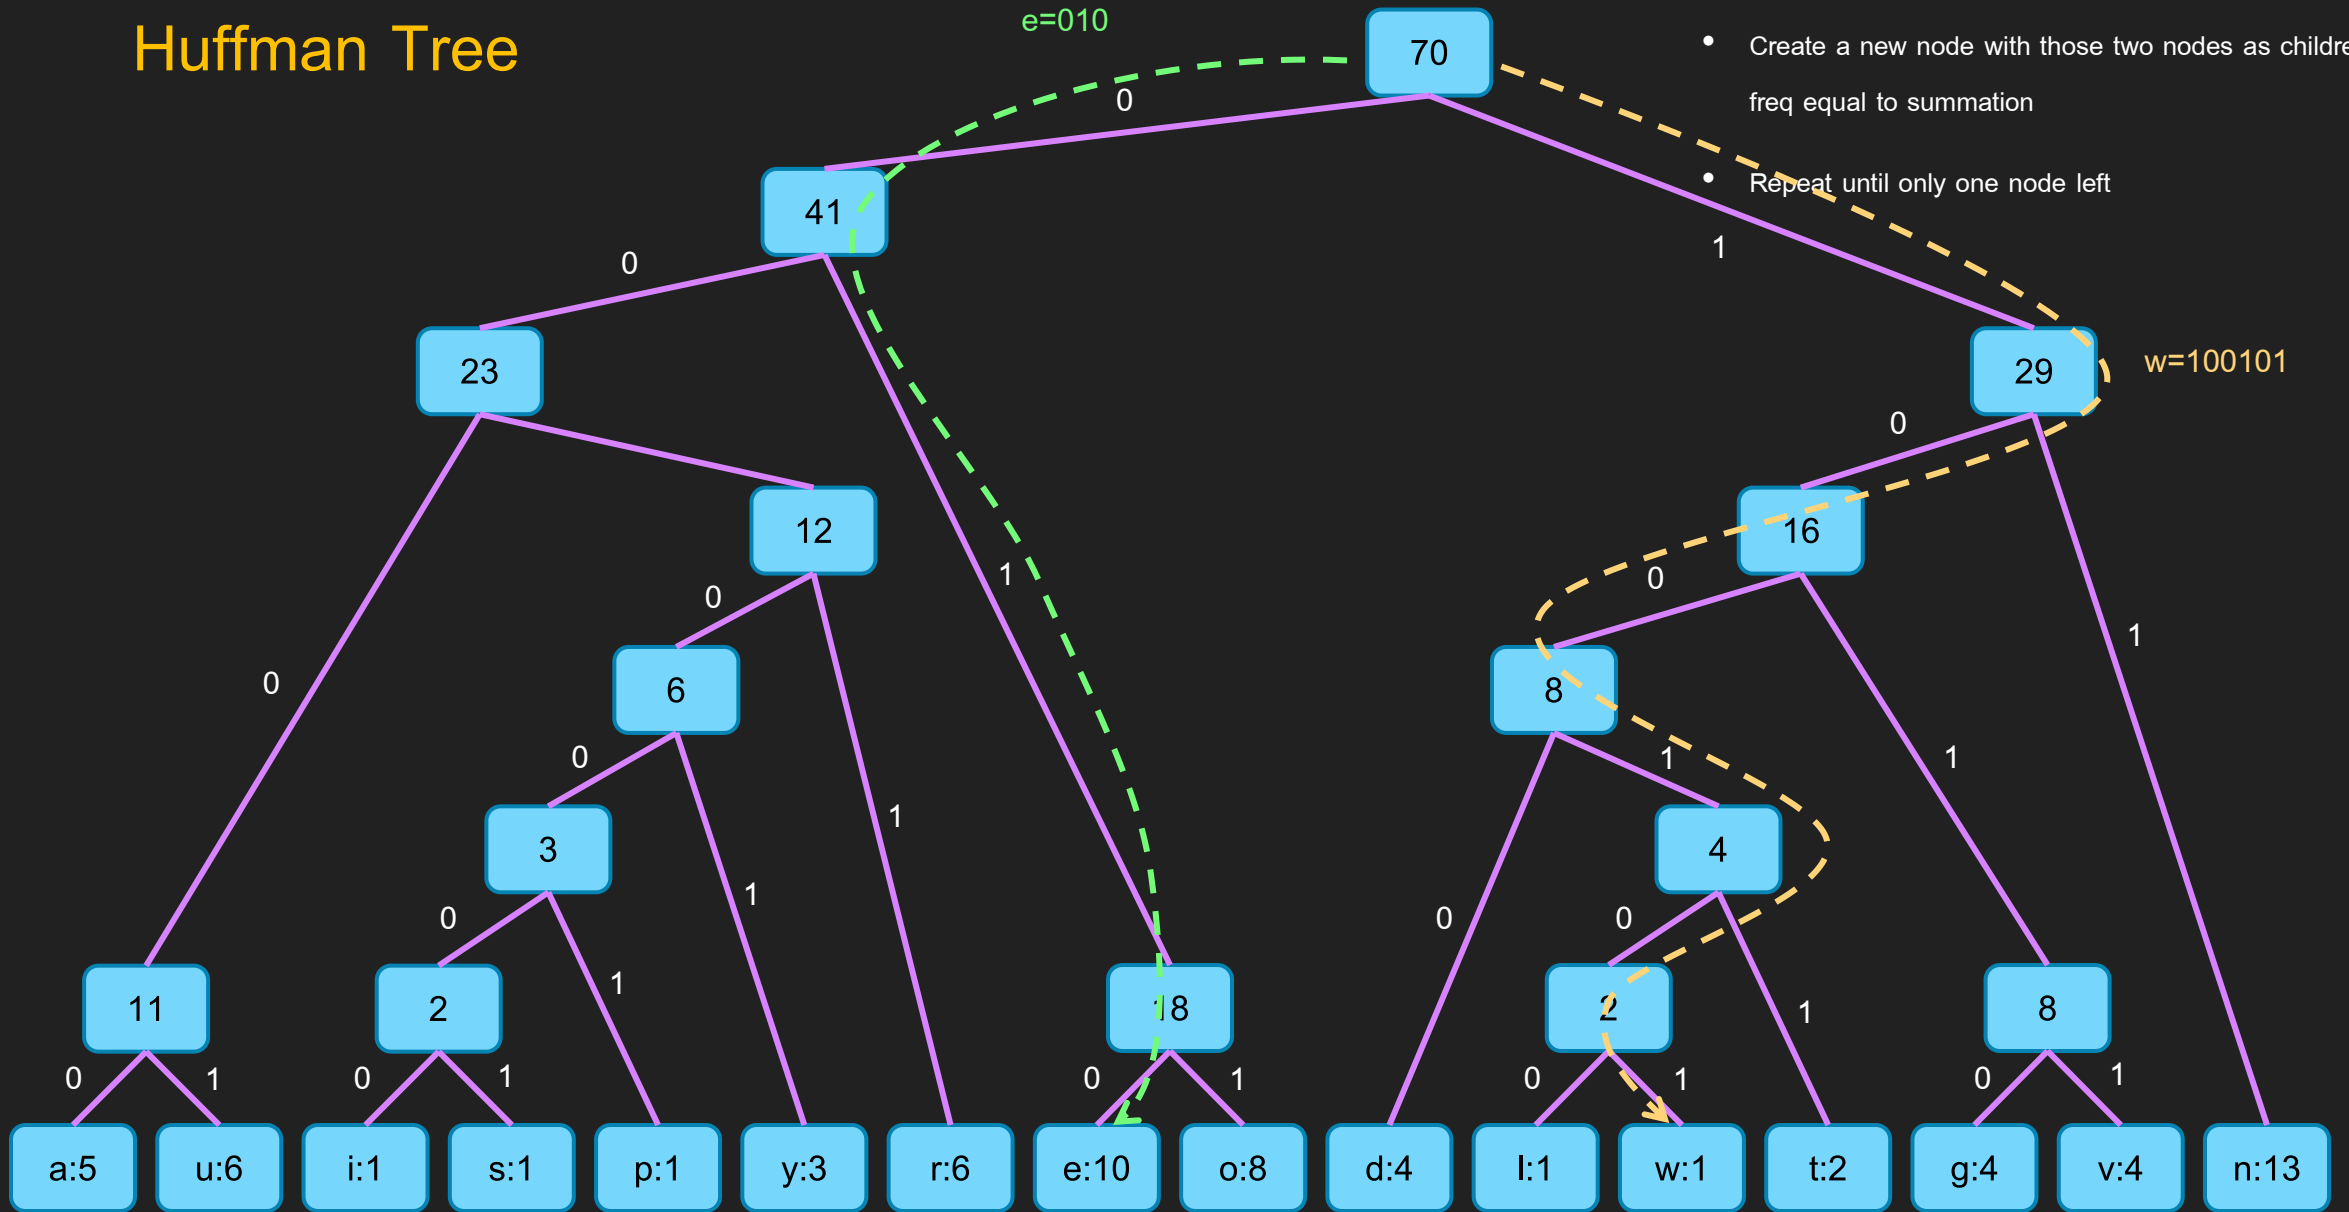 Huffman Tree
e=010
70
• Create a new node with those two nodes as childre
freq equal to summation
0
• Repeat until only one node left
41
1
0
23
29
w=100101
0
12
16
0
1
0
1
6
8
0
0
1
1
3
4
1
1
0
0
0
1
11
2
18
2
8
1
0
1
0
1
0
1
0
1
0
1
a:5
u:6
i:1
s:1
p:1
y:3
r:6
e:10
o:8
d:4
l:1
w:1
t:2
g:4
v:4
n:13